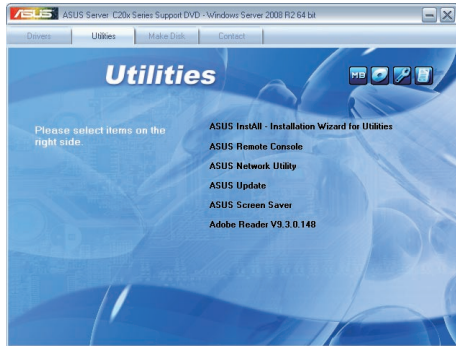 ASUS ASUS Server C20x Series Support DVD - Windows Server 2008 R2 64 bit
Drivers Utilities Make Disk Contact
Utilities
MB
Please select items on the
right side.
ASUS InstAll - Installation Wizard for Utilities
ASUS Remote Console
ASUS Network Utility
ASUS Update
ASUS Screen Saver
Adobe Reader V9.3.0.148